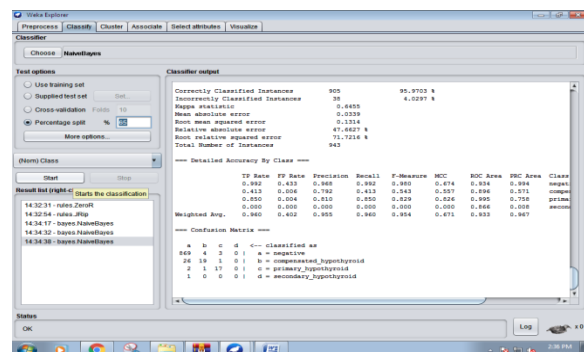 Weka Explorer
Preprocess Classify Cluster Associate Select attributes Visualize
Classifier
Choose NaiveBayes
Test options
Use training set
Supplied test set Set...
Cross-validation Folds 10
Percentage split %
More options...
(Nom) Class
Start Stop
Starts the classification
Result list (right-c
14:32:31 - rules.ZeroR
14:32:54 - rules.JRip
14:34:17 - bayes.NaiveBayes
14:34:32 - bayes.NaiveBayes
14:34:38 - bayes.NaiveBayes
Classifier output
Correctly Classified Instances 905 95.9703 %
Incorrectly Classified Instances 38 4.0297 %
Kappa statistic 0.6455
Mean absolute error 0.0339
Root mean squared error 0.1314
Relative absolute error 47.6627 %
Root relative squared error 71.7216 %
Total Number of Instances 943
=== Detailed Accuracy By Class ===
TP Rate FP Rate Precision Recall F-Measure MCC ROC Area PRC Area Class
0.992 0.433 0.968 0.992 0.980 0.674 0.934 0.994 negat
0.413 0.006 0.792 0.413 0.543 0.557 0.896 0.571 compe
0.850 0.004 0.810 0.850 0.829 0.826 0.995 0.758 prima
0.000 0.000 0.000 0.000 0.000 0.000 0.866 0.008 secon
Weighted Avg. 0.960 0.402 0.955 0.960 0.954 0.671 0.933 0.967
=== Confusion Matrix ===
a b c d <-- classified as
869 4 3 0 | a = negative
26 19 1 0 | b = compensated_hypothyroid
2 1 17 0 | c = primary_hypothyroid
1 0 0 0 | d = secondary_hypothyroid
Status
OK
Log
x 0
2:38 PM